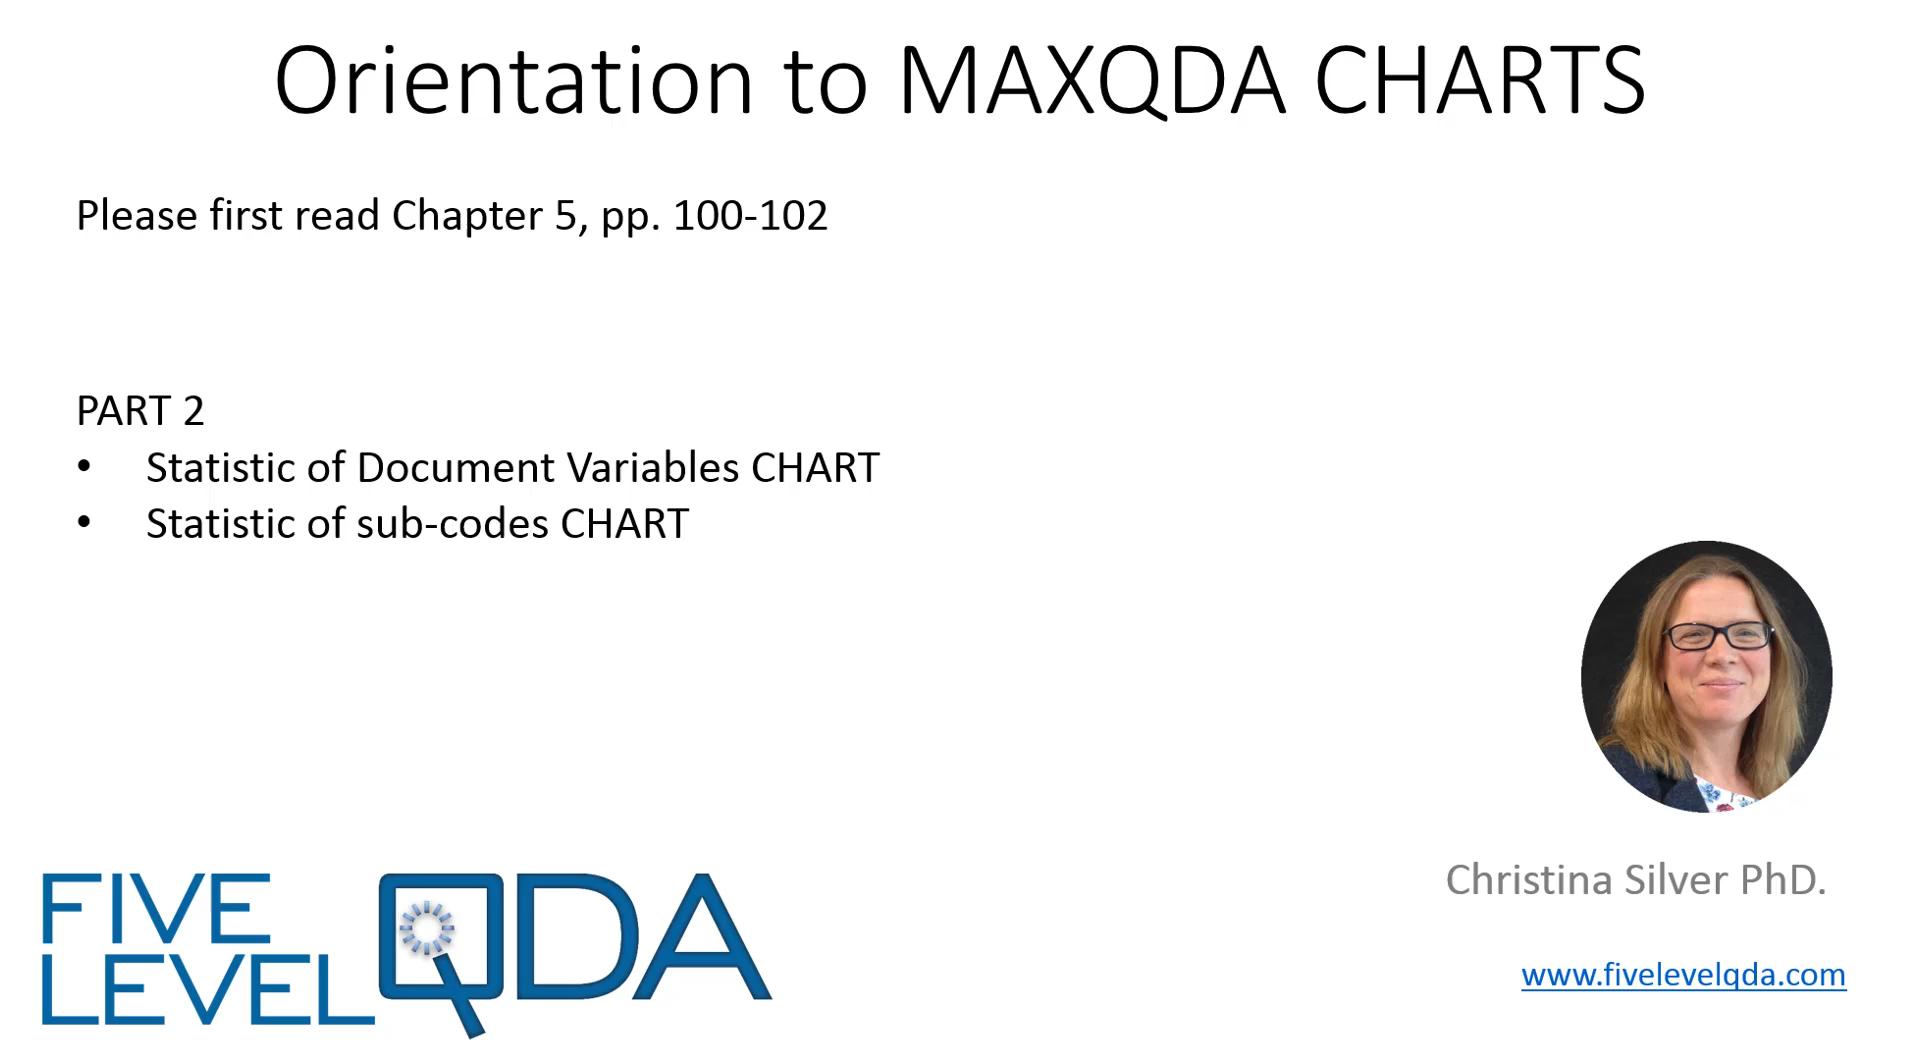 Orientation to MAXQDA CHARTS
Please first read Chapter 5, pp. 100-102
PART 2
• Statistic of Document Variables CHART
• Statistic of sub-codes CHART
Christina Silver PhD.
www.fivelevelqda.com
FIVE
LEVEL QDA